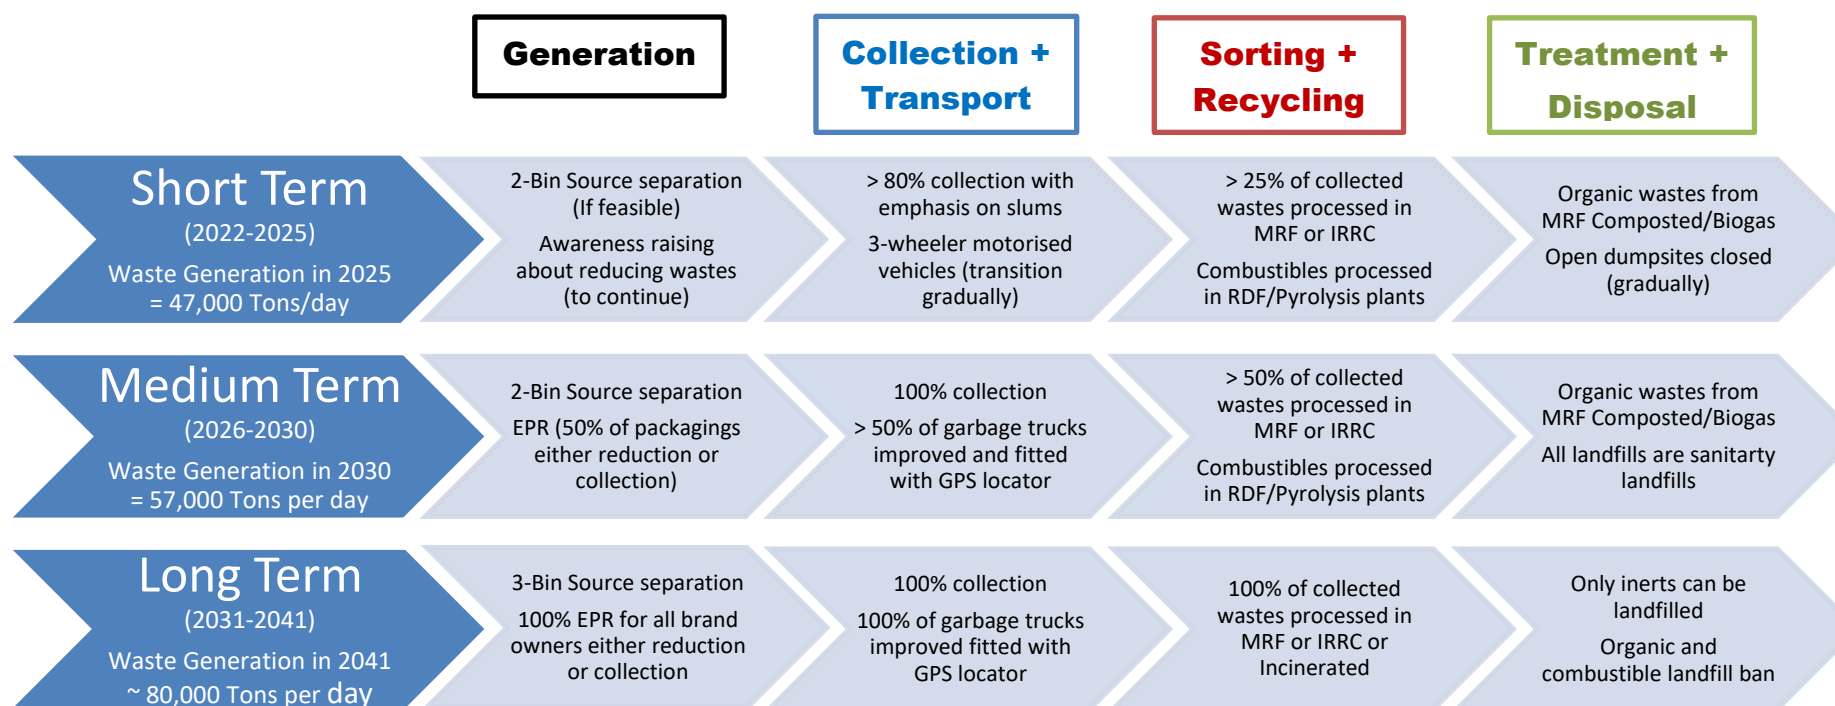 Generation
Collection +
Transport
Sorting +
Recycling
Treatment +
Disposal
Short Term
(2022-2025)
Waste Generation in 2025
= 47,000 Tons/day
2-Bin Source separation
(If feasible)
Awareness raising
about reducing wastes
(to continue)
> 80% collection with
emphasis on slums
3-wheeler motorised
vehicles (transition
gradually)
> 25% of collected
wastes processed in
MRF or IRRC
Combustibles processed
in RDF/Pyrolysis plants
Organic wastes from
MRF Composted/Biogas
Open dumpsites closed
(gradually)
Medium Term
(2026-2030)
Waste Generation in 2030
= 57,000 Tons per day
2-Bin Source separation
EPR (50% of packagings
either reduction or
collection)
100% collection
> 50% of garbage trucks
improved and fitted
with GPS locator
> 50% of collected
wastes processed in
MRF or IRRC
Combustibles processed
in RDF/Pyrolysis plants
Organic wastes from
MRF Composted/Biogas
All landfills are sanitarty
landfills
Long Term
(2031-2041)
Waste Generation in 2041
~ 80,000 Tons per day
3-Bin Source separation
100% EPR for all brand
owners either reduction
or collection
100% collection
100% of garbage trucks
improved fitted with
GPS locator
100% of collected
wastes processed in
MRF or IRRC or
Incinerated
Only inerts can be
landfilled
Organic and
combustible landfill ban